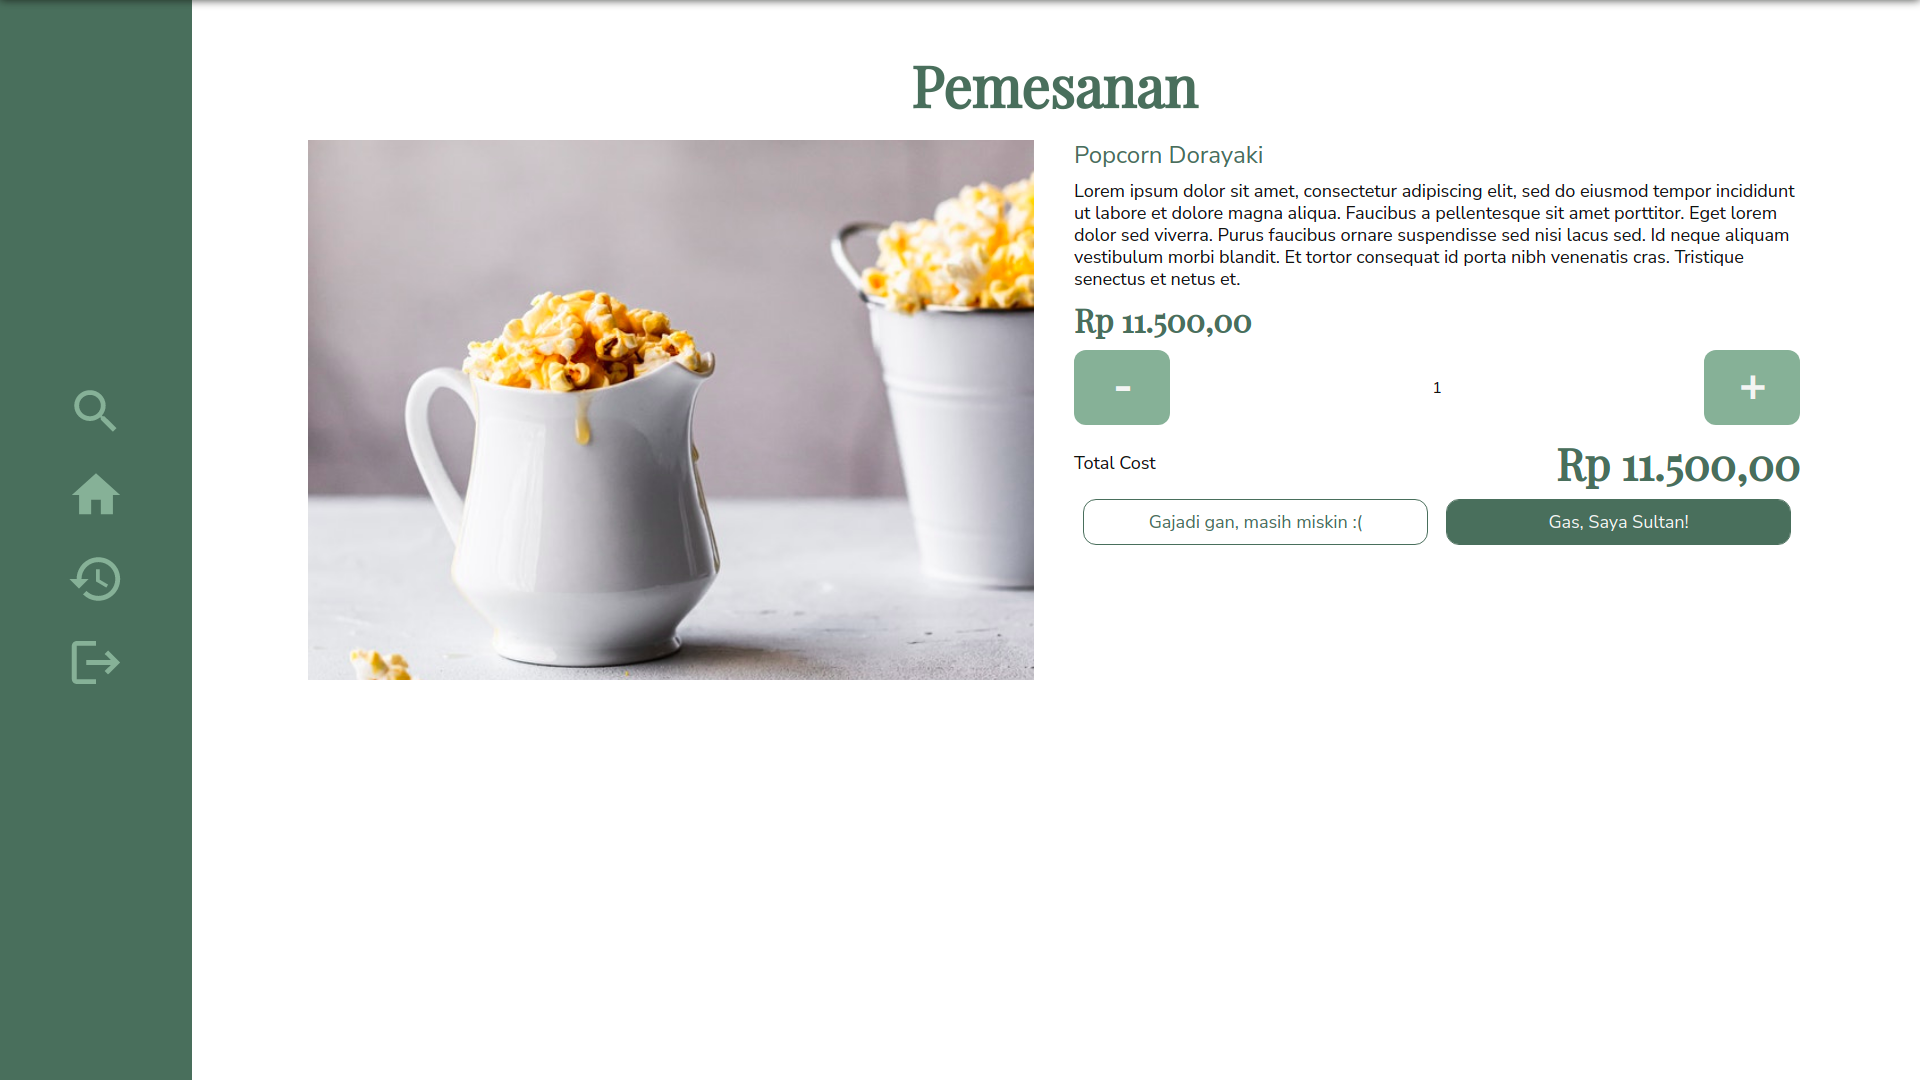 Pemesanan
Popcorn Dorayaki
Lorem ipsum dolor sit amet, consectetur adipiscing elit, sed do eiusmod tempor incididunt
ut labore et dolore magna aliqua. Faucibus a pellentesque sit amet porttitor. Eget lorem
dolor sed viverra. Purus faucibus ornare suspendisse sed nisi lacus sed. Id neque aliquam
vestibulum morbi blandit. Et tortor consequat id porta nibh venenatis cras. Tristique
senectus et netus et.
Rp 11.500,00
- 1 +
Total Cost Rp 11.500,00
Gajadi gan, masih miskin :( Gas, Saya Sultan!